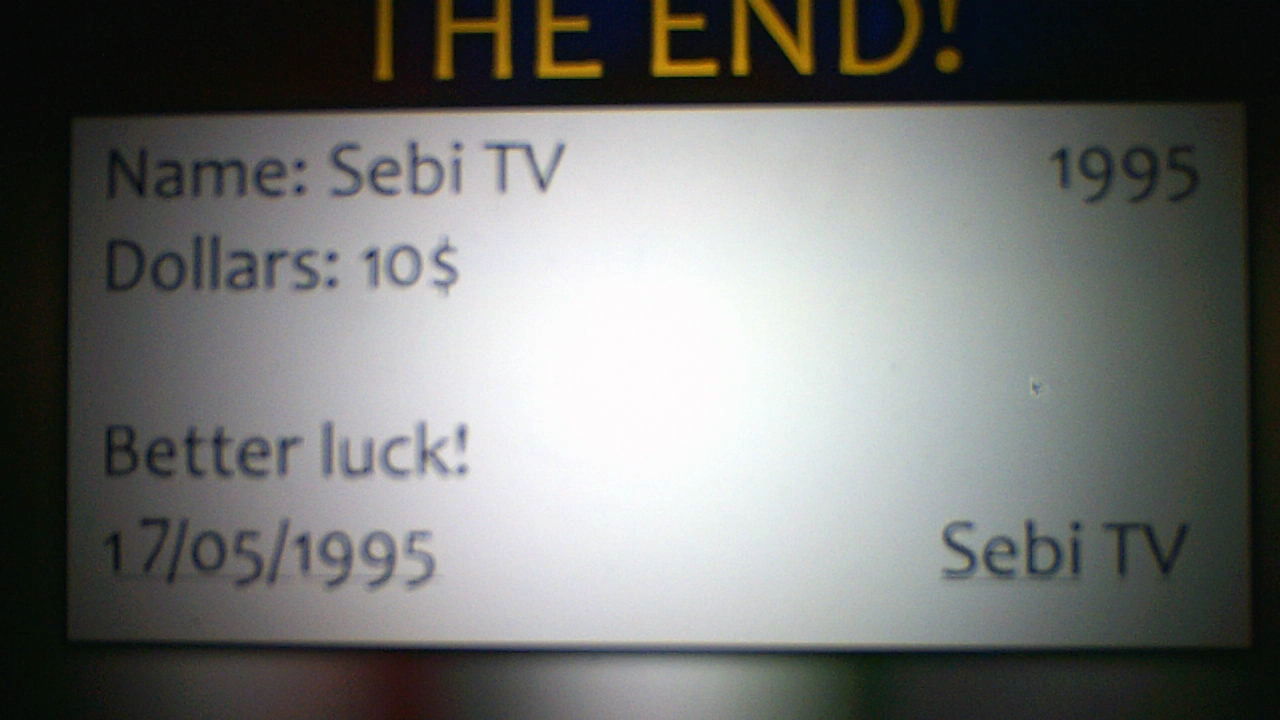 THE END!
Name: Sebi TV
1995
Dollars: 10$
Better luck!
17/05/1995
Sebi TV